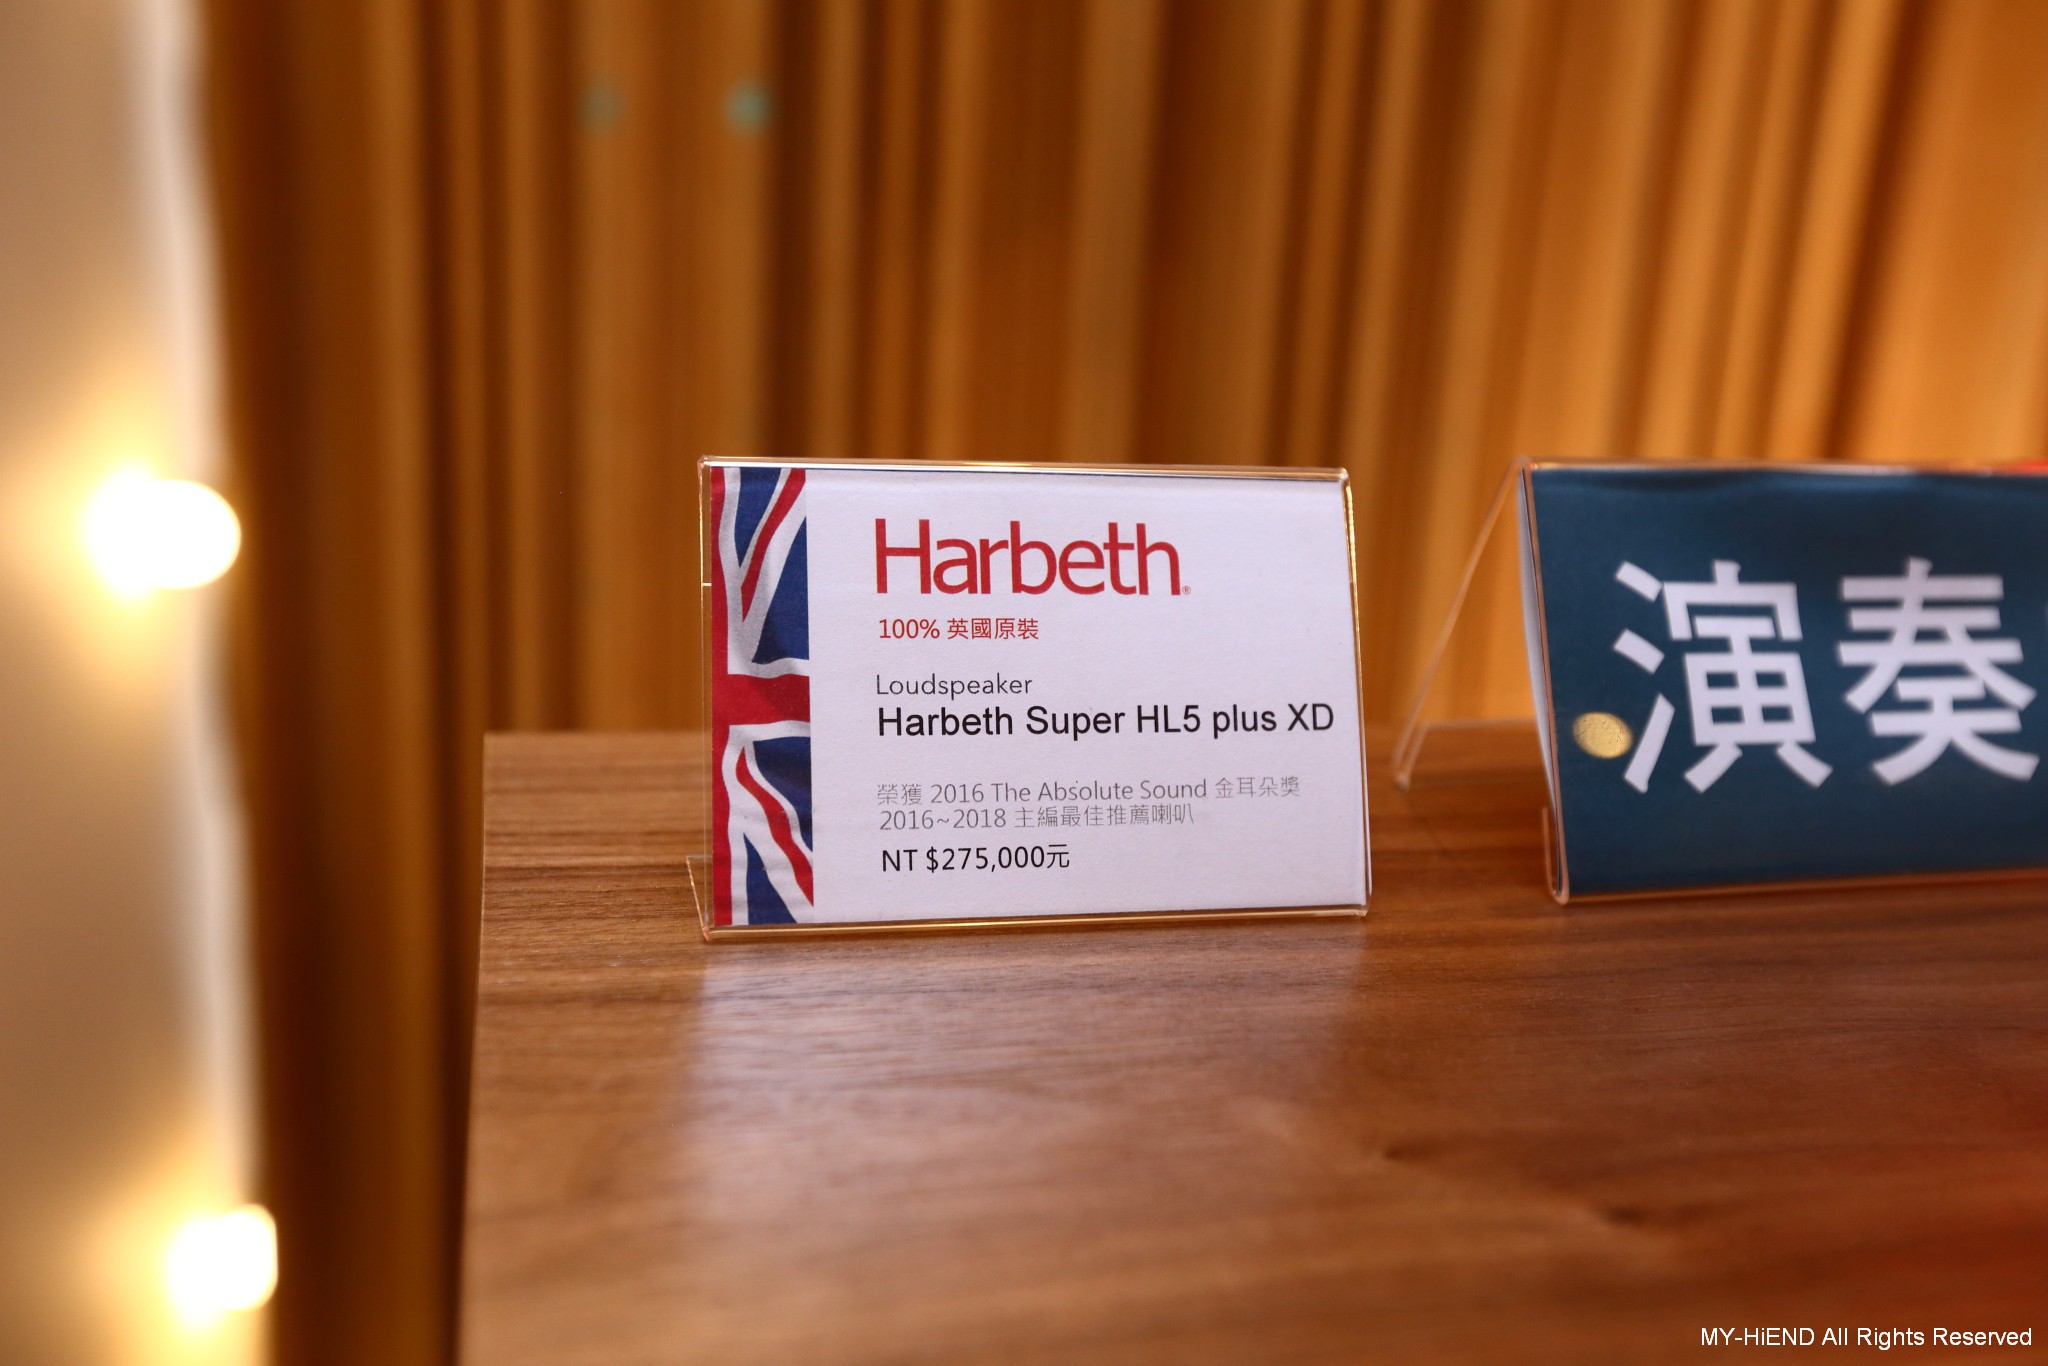 Harbeth®
100% 英國原裝
Loudspeaker
Harbeth Super HL5 plus XD
榮獲 2016 The Absolute Sound 金耳朵獎
2016~2018 主編最佳推薦喇叭
NT $275,000元
演奏
MY-HiEND All Rights Reserved